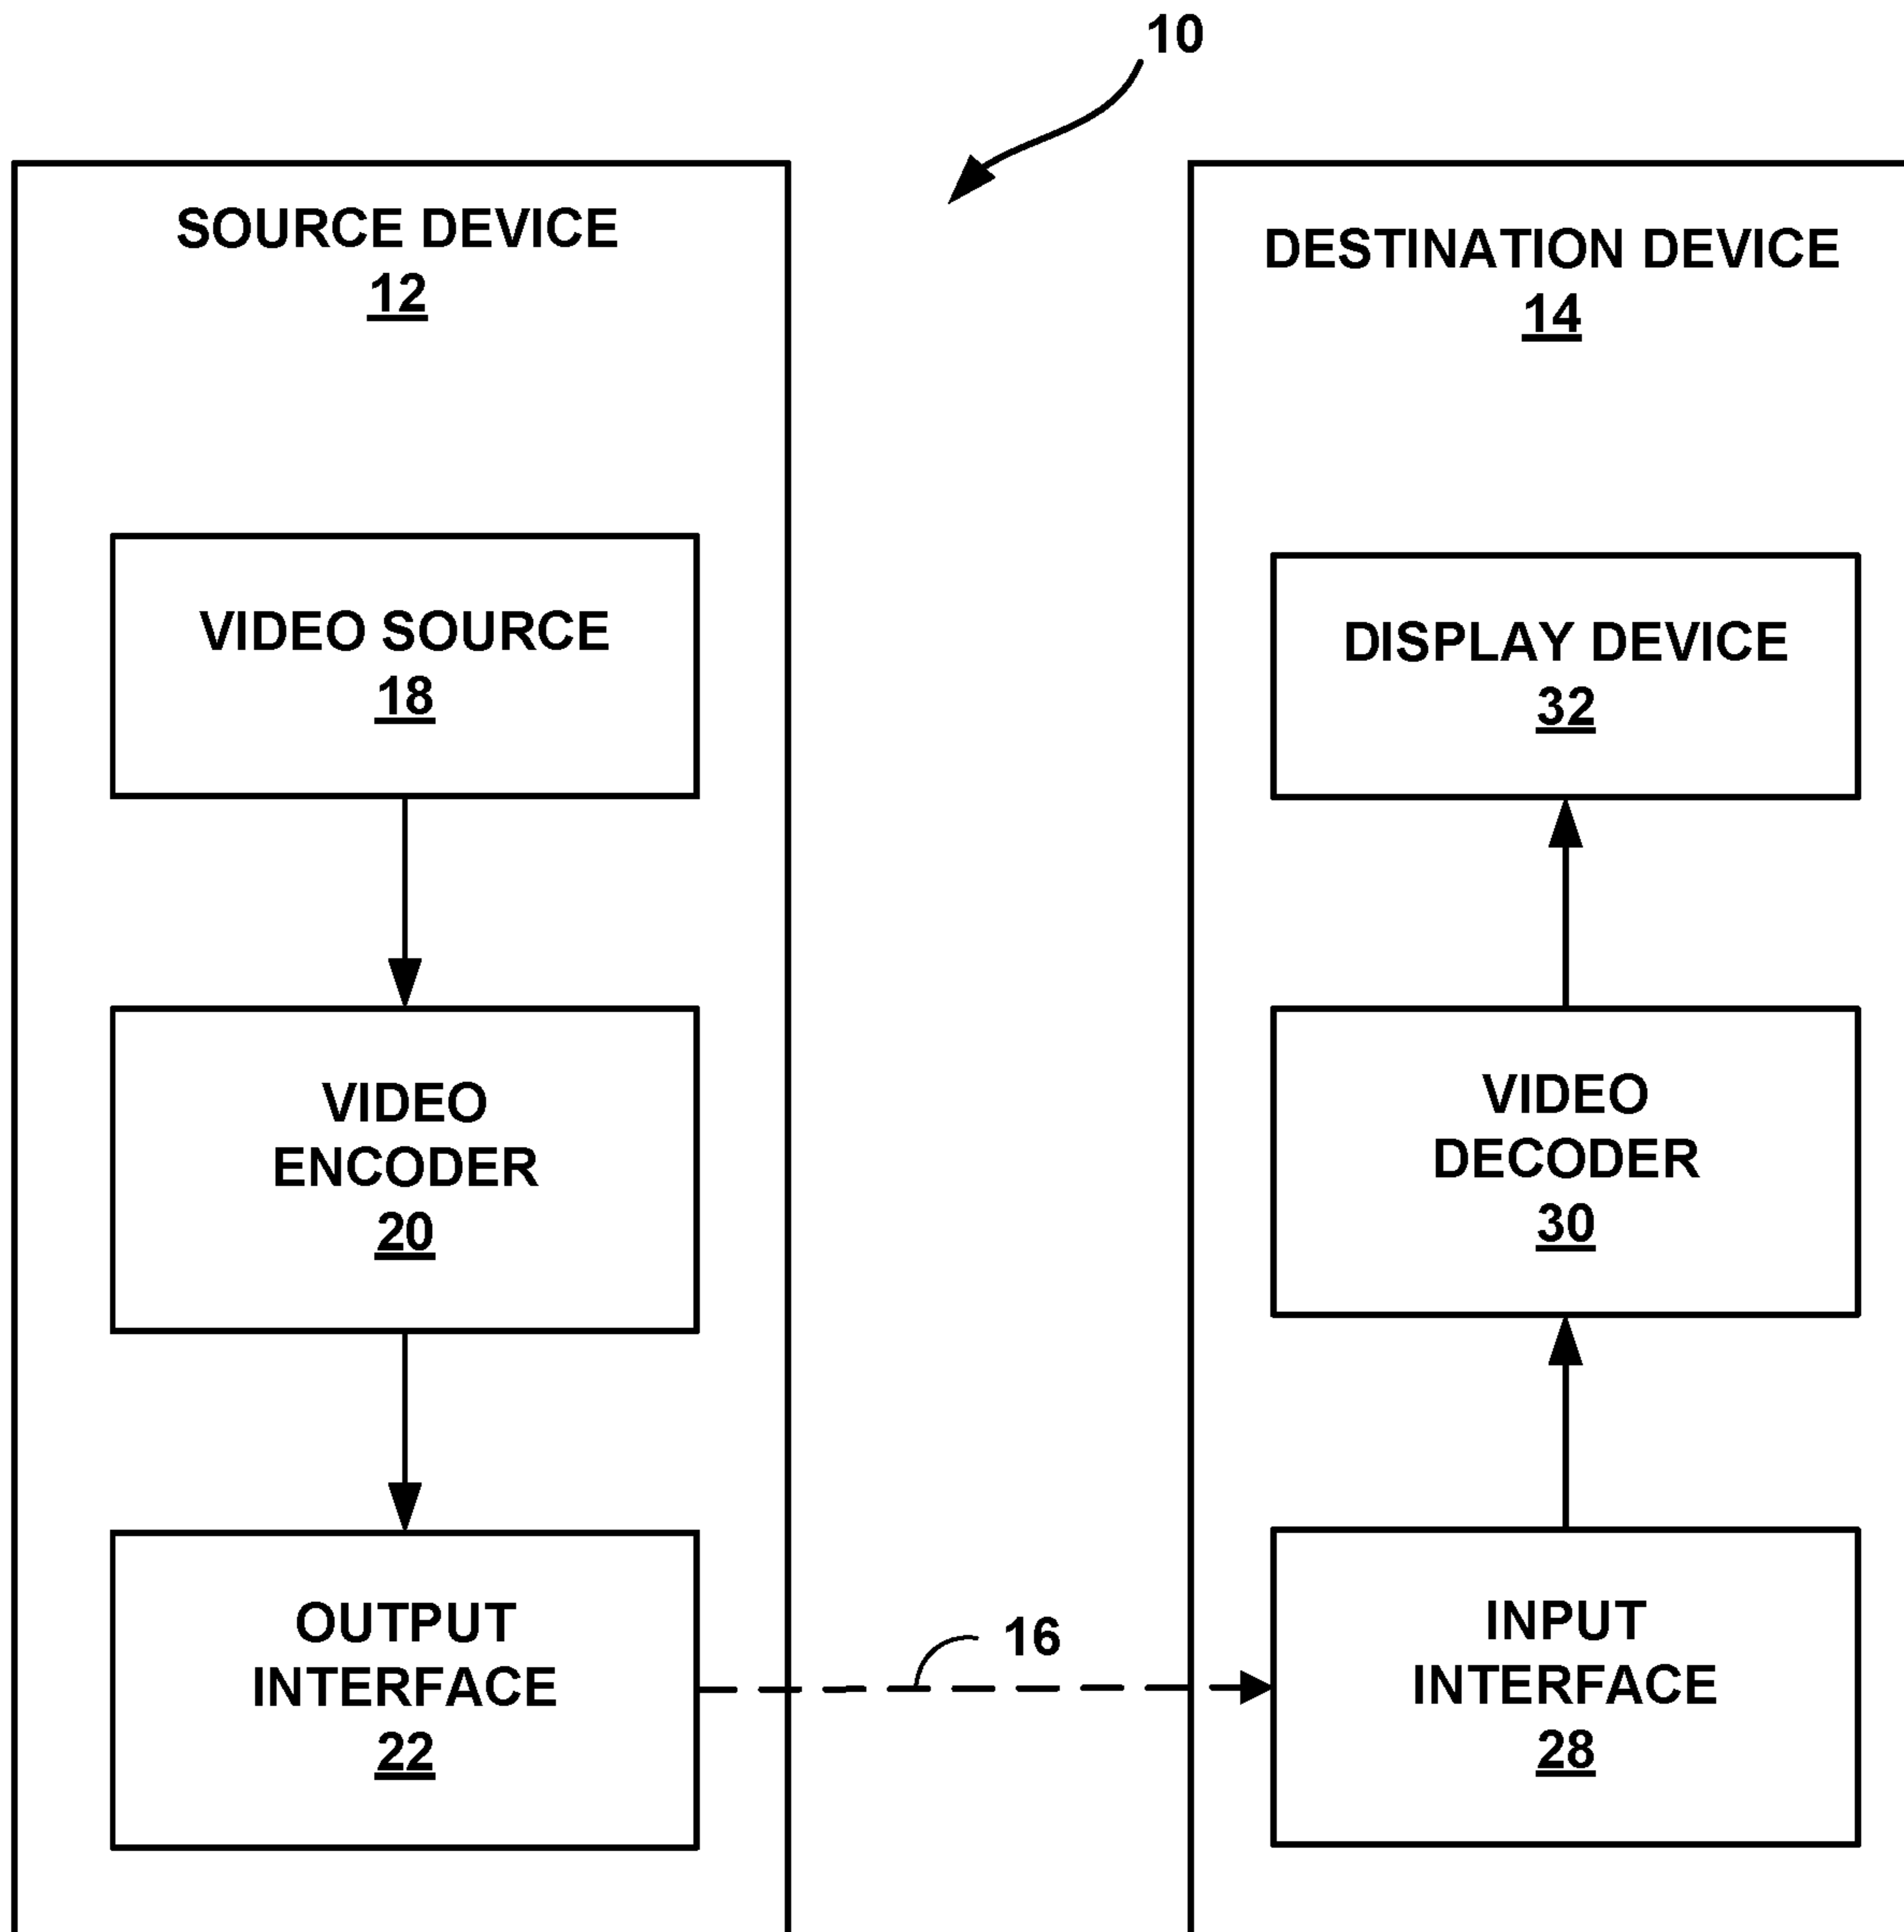 10
SOURCE DEVICE
12
VIDEO SOURCE
18
VIDEO
ENCODER
20
OUTPUT
INTERFACE
22
16
DESTINATION DEVICE
14
DISPLAY DEVICE
32
VIDEO
DECODER
30
INPUT
INTERFACE
28